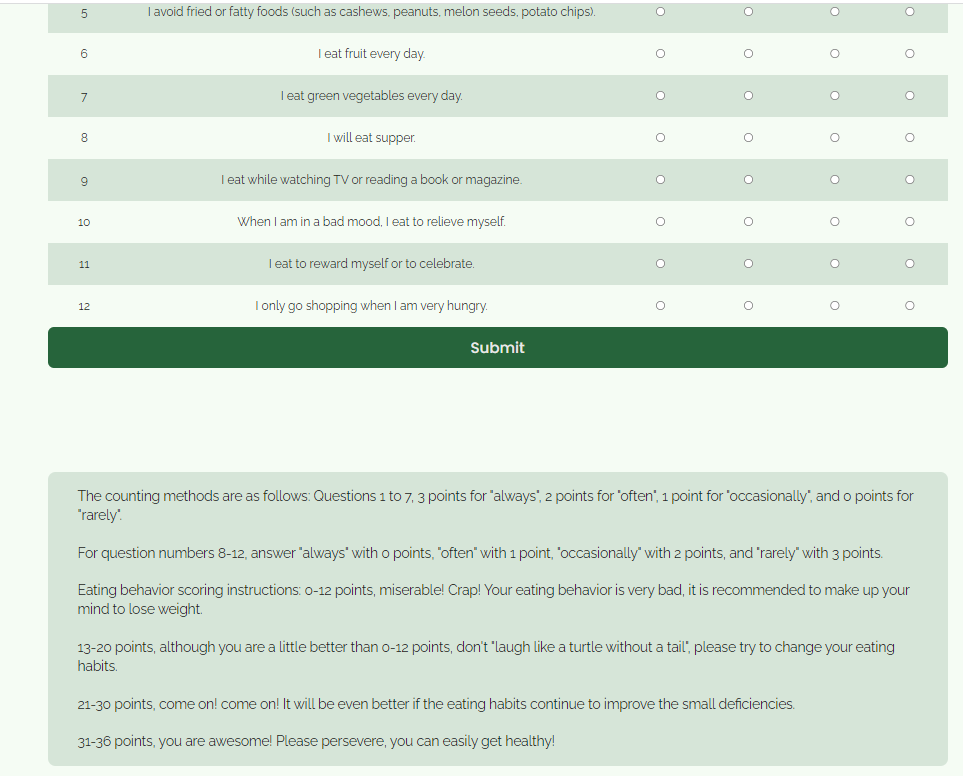 5 I avoid fried or fatty foods (such as cashews, peanuts, melon seeds, potato chips).
6 I eat fruit every day.
7 I eat green vegetables every day.
8 I will eat supper.
9 I eat while watching TV or reading a book or magazine.
10 When I am in a bad mood, I eat to relieve myself.
11 I eat to reward myself or to celebrate.
12 I only go shopping when I am very hungry.
Submit
The counting methods are as follows: Questions 1 to 7, 3 points for "always", 2 points for "often", 1 point for "occasionally", and 0 points for
"rarely".
For question numbers 8-12, answer "always" with 0 points, "often" with 1 point, "occasionally" with 2 points, and "rarely" with 3 points.
Eating behavior scoring instructions: 0-12 points, miserable! Crap! Your eating behavior is very bad, it is recommended to make up your
mind to lose weight.
13-20 points, although you are a little better than 0-12 points, don't "laugh like a turtle without a tail", please try to change your eating
habits.
21-30 points, come on! come on! It will be even better if the eating habits continue to improve the small deficiencies.
31-36 points, you are awesome! Please persevere, you can easily get healthy!